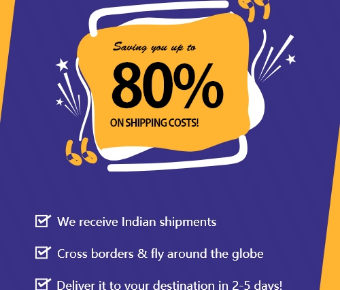 Saving you up to
80%
ON SHIPPING COSTS!
We receive Indian shipments
Cross borders & fly around the globe
Deliver it to your destination in 2-5 days!